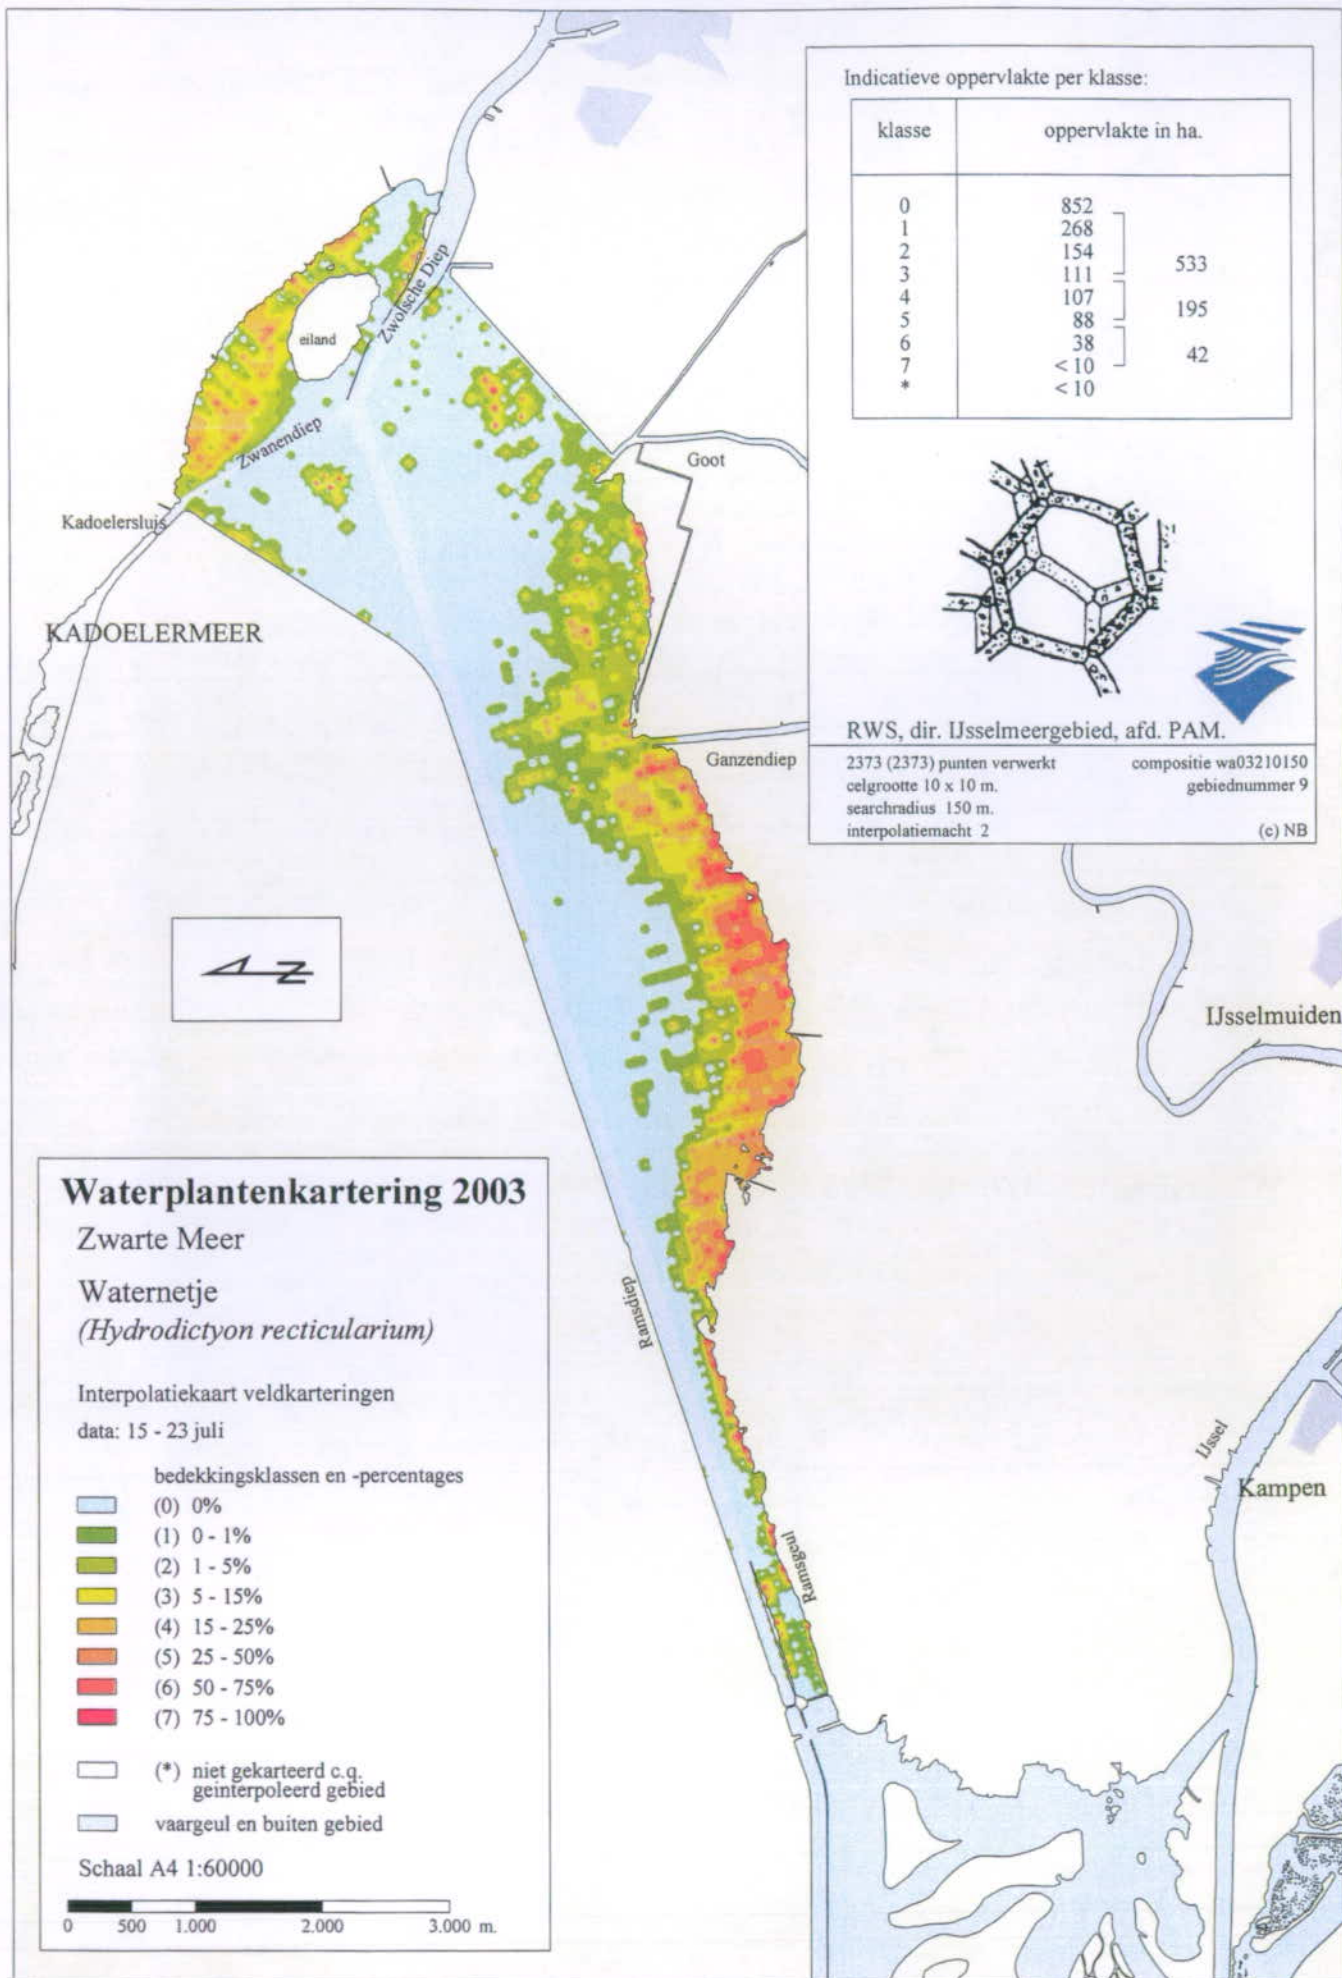 Indicatieve oppervlakte per klasse:
klasse oppervlakte in ha.
0 852
1 268
2 154
3 111
533
4 107
5 88
195
6 38
7 < 10
42
* < 10
RWS, dir. IJsselmeergebied, afd. PAM.
2373 (2373) punten verwerkt compositie wa03210150
celgrootte 10 x 10 m. gebiednummer 9
searchradius 150 m.
interpolatiemacht 2 (c) NB
Zwolsche Diep
eiland
Zwanendiep
Goot
Kadoelersluis
KADOELERMEER
Ganzendiep
N
IJsselmuiden
Ramsdiep
IJssel
Kampen
Ramsgeul
Waterplantenkartering 2003
Zwarte Meer
Waternetje
(Hydrodictyon recticularium)
Interpolatiekaart veldkarteringen
data: 15 - 23 juli
bedekkingsklassen en -percentages
(0) 0%
(1) 0 - 1%
(2) 1 - 5%
(3) 5 - 15%
(4) 15 - 25%
(5) 25 - 50%
(6) 50 - 75%
(7) 75 - 100%
(*) niet gekarteerd c.q.
geinterpoleerd gebied
vaargeul en buiten gebied
Schaal A4 1:60000
0 500 1.000 2.000 3.000 m.